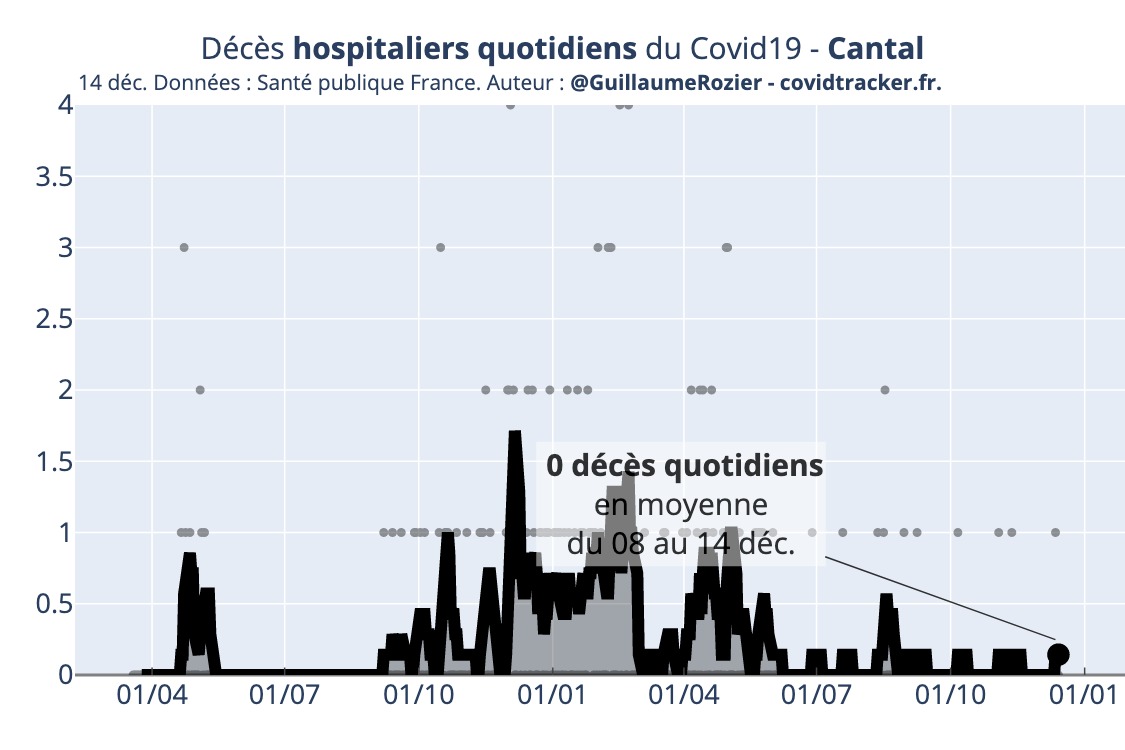 Décès hospitaliers quotidiens du Covid19 - Cantal
14 déc. Données : Santé publique France. Auteur : @GuillaumeRozier - covidtracker.fr.
4
3.5
3
2.5
2
1.5
1
0.5
0
0 décès quotidiens
en moyenne
du 08 au 14 déc.
01/04 01/07 01/10 01/01 01/04 01/07 01/10 01/01